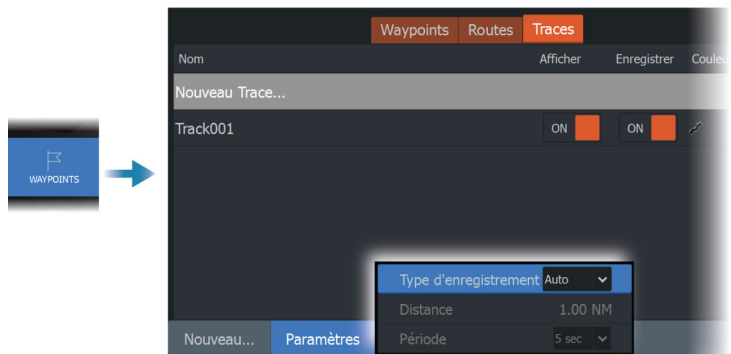 Waypoints Routes Traces
Nom Afficher Enregistrer Couleu
Nouveau Trace...
Track001 ON ON
WAYPOINTS
Type d'enregistrement Auto
Distance 1.00 NM
Nouveau... Paramètres Période 5 sec